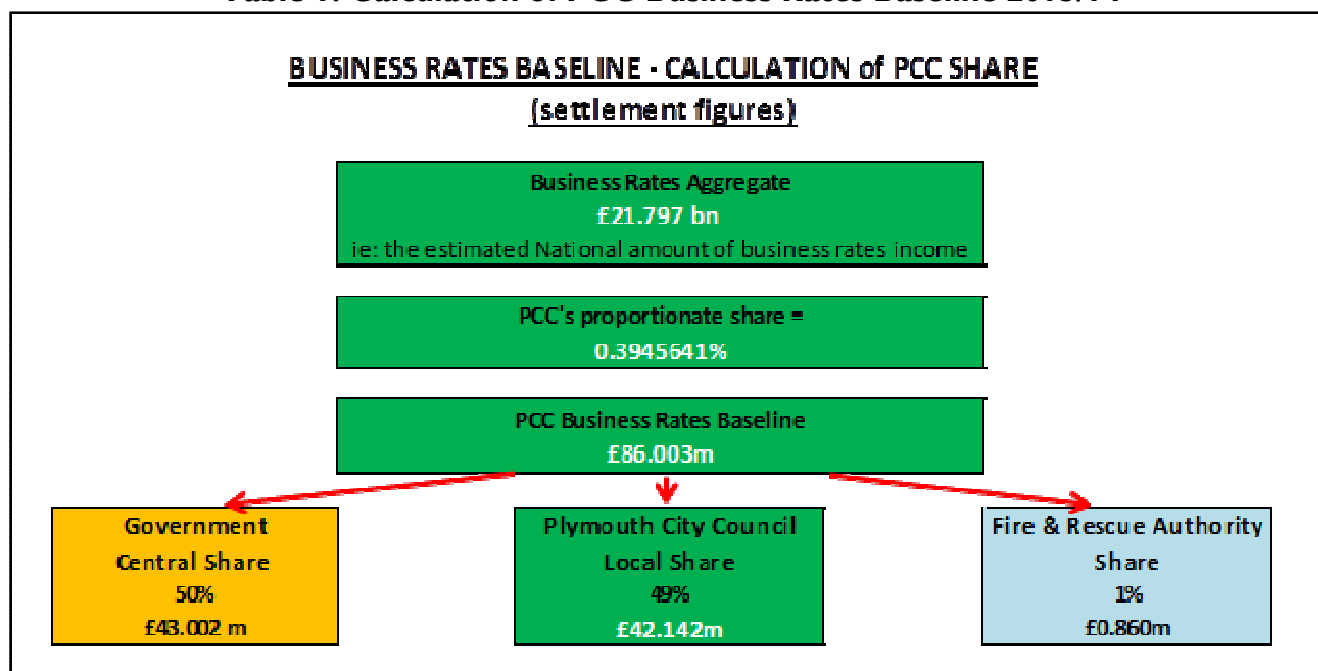 BUSINESS RATES BASELINE - CALCULATION of PCC SHARE
(settlement figures)
Business Rates Aggregate
£21.797 bn
ie: the estimated National amount of business rates income
PCC's proportionate share =
0.3945641%
PCC Business Rates Baseline
£86.003m
Government
Central Share
50%
£43.002 m
Plymouth City Council
Local Share
49%
£42.142m
Fire & Rescue Authority
Share
1%
£0.860m